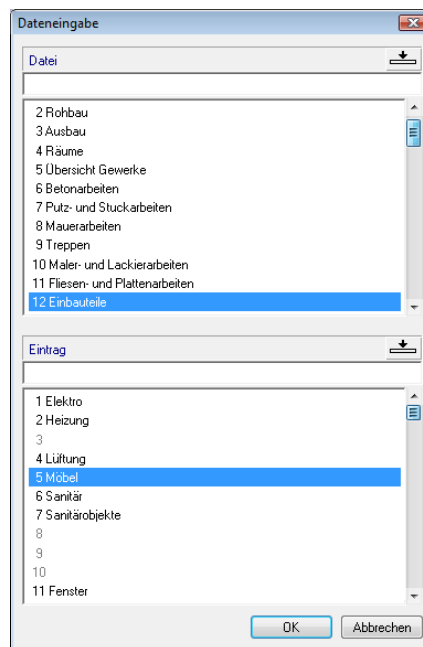 Dateneingabe
Datei
2 Rohbau
3 Ausbau
4 Räume
5 Übersicht Gewerke
6 Betonarbeiten
7 Putz- und Stuckarbeiten
8 Mauerarbeiten
9 Treppen
10 Maler- und Lackierarbeiten
11 Fliesen- und Plattenarbeiten
12 Einbauteile
Eintrag
1 Elektro
2 Heizung
3
4 Lüftung
5 Möbel
6 Sanitär
7 Sanitärobjekte
8
9
10
11 Fenster
OK Abbrechen